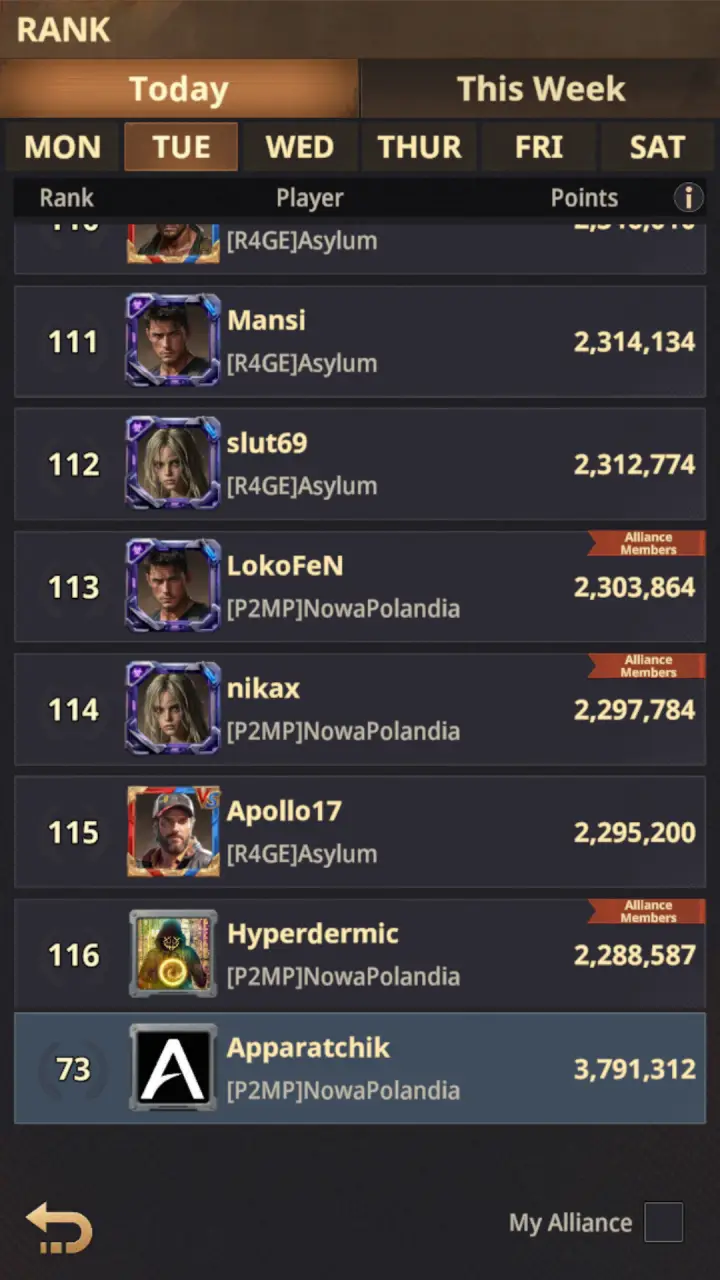 RANK
Today
This Week
MON
TUE
WED
THUR
FRI
SAT
Rank
Player
Points
[R4GE]Asylum
111
Mansi
[R4GE]Asylum
2,314,134
112
slut69
[R4GE]Asylum
2,312,774
Alliance
Members
113
LokoFeN
[P2MP]NowaPolandia
2,303,864
Alliance
Members
114
nikax
[P2MP]NowaPolandia
2,297,784
115
Apollo17
[R4GE]Asylum
2,295,200
Alliance
Members
116
Hyperdermic
[P2MP]NowaPolandia
2,288,587
73
Apparatchik
[P2MP]NowaPolandia
3,791,312
My Alliance